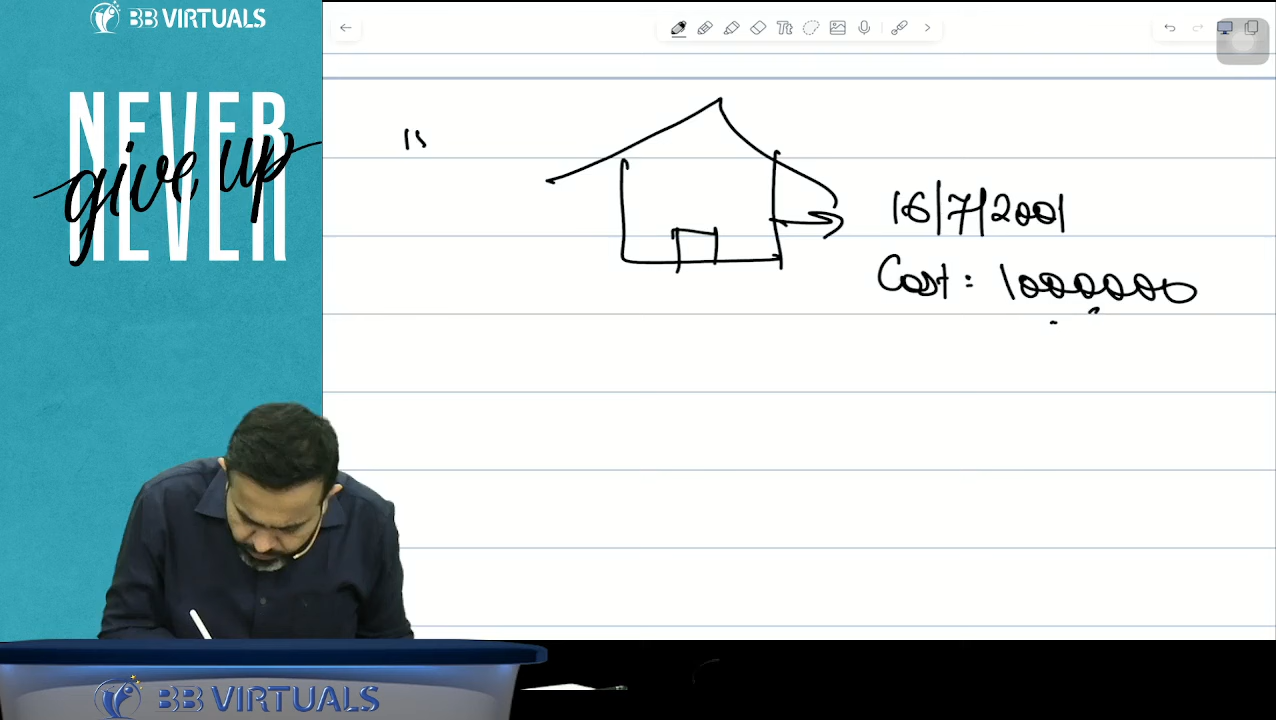 BB VIRTUALS
NEVER
give up
NEVER
16/7/2001
Cost : 1000000
BB VIRTUALS